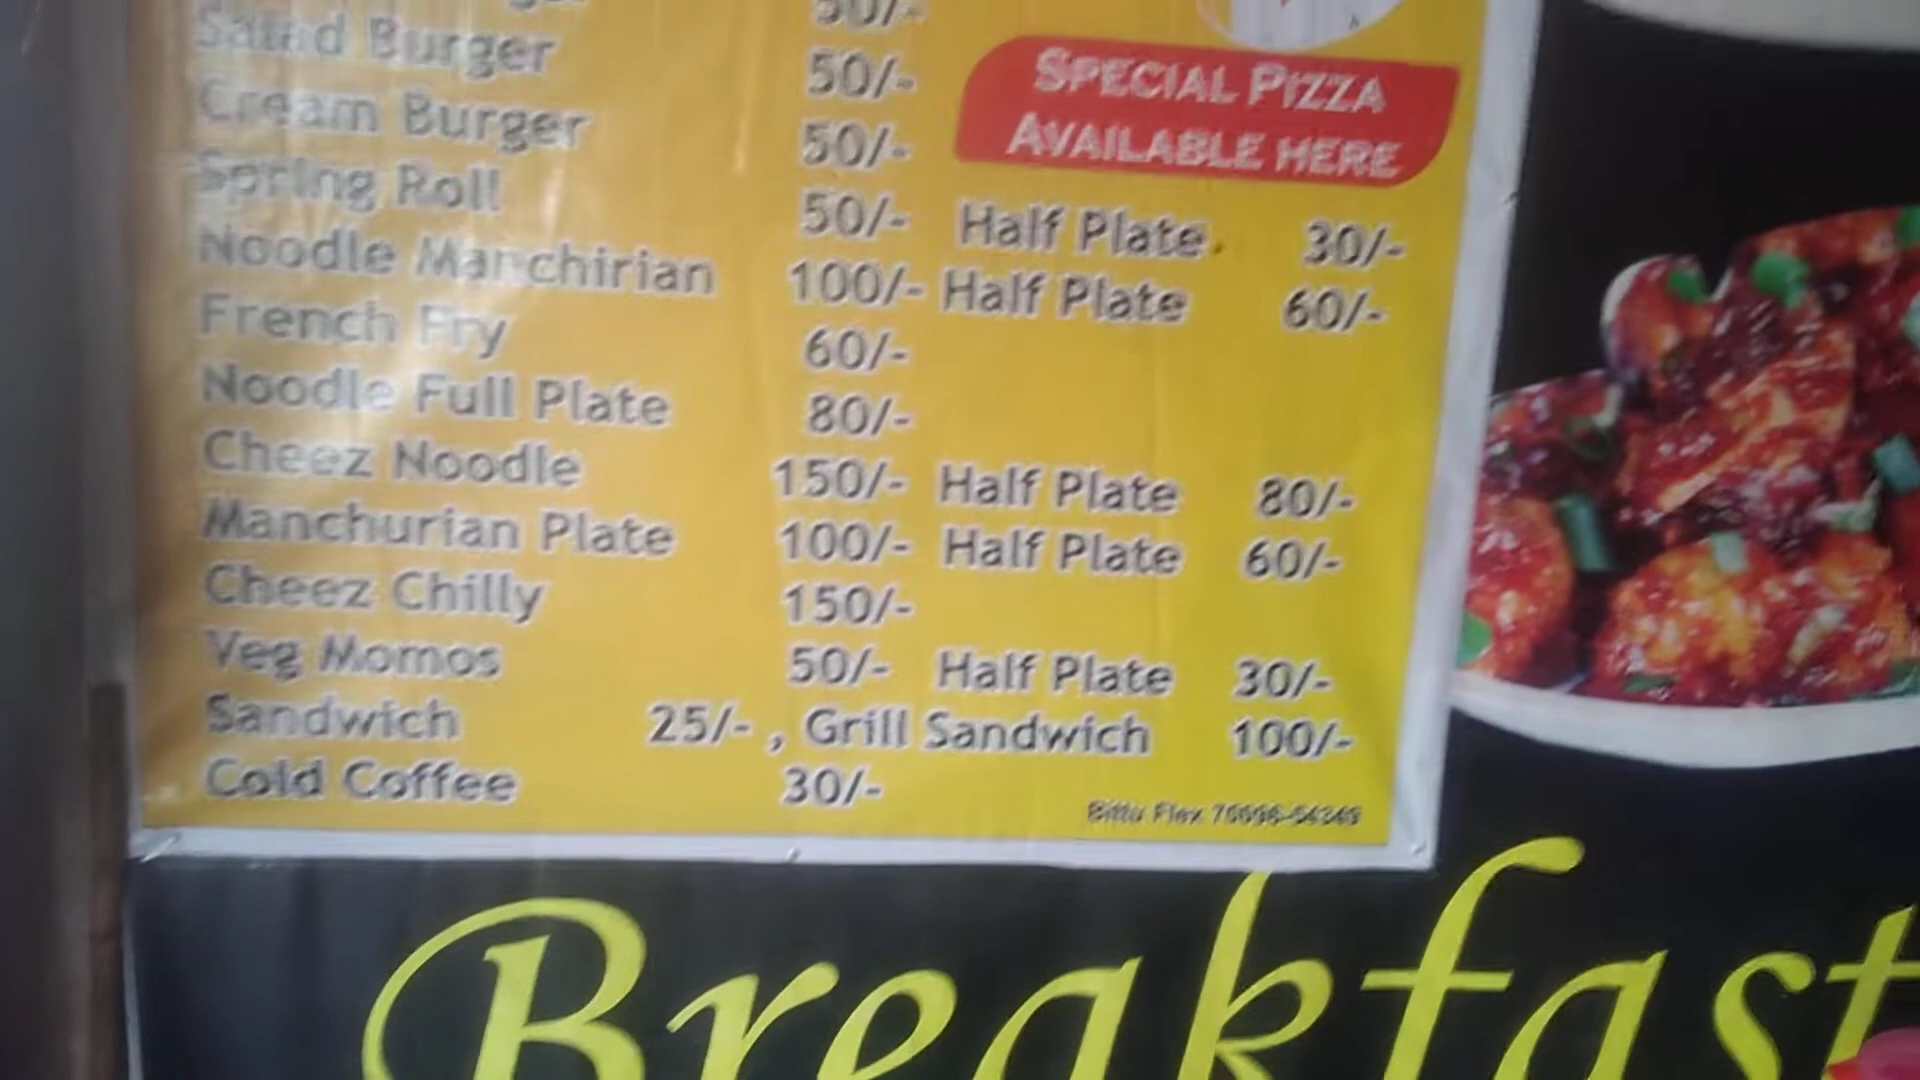 50/-
Salad Burger 50/-
Cream Burger 50/-
SPECIAL PIZZA
AVAILABLE HERE
Spring Roll 50/- Half Plate 30/-
Noodle Manchirian 100/- Half Plate 60/-
French Fry 60/-
Noodle Full Plate 80/-
Cheez Noodle 150/- Half Plate 80/-
Manchurian Plate 100/- Half Plate 60/-
Cheez Chilly 150/-
Veg Momos 50/- Half Plate 30/-
Sandwich 25/- , Grill Sandwich 100/-
Cold Coffee 30/-
Bittu Flex
Breakfast